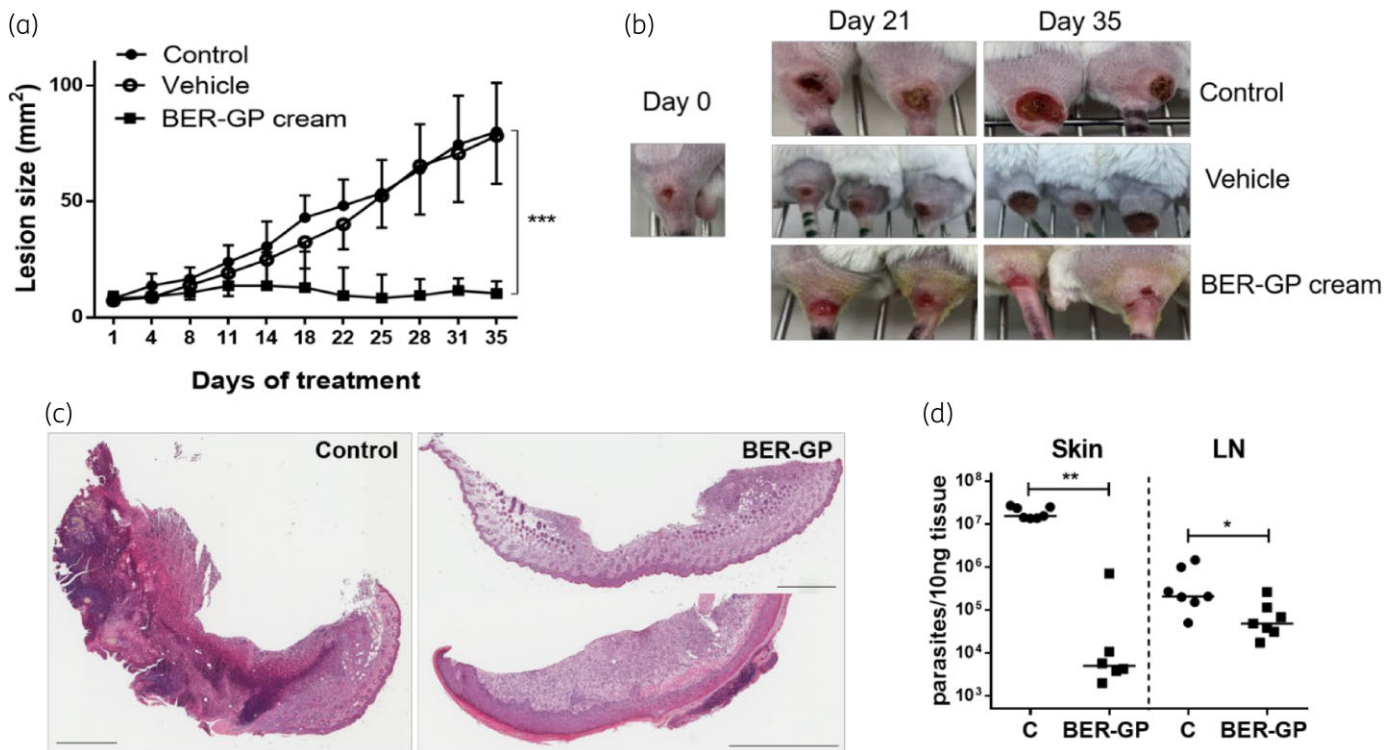 (a)
Control
Vehicle
BER-GP cream
100
50
0
Lesion size (mm²)
***
1 4 8 11 14 18 22 25 28 31 35
Days of treatment
(b)
Day 0
Day 21
Day 35
Control
Vehicle
BER-GP cream
(c)
Control
BER-GP
(d)
Skin
LN
**
*
10⁸
10⁷
10⁶
10⁵
10⁴
10³
parasites/10ng tissue
C
BER-GP
C
BER-GP